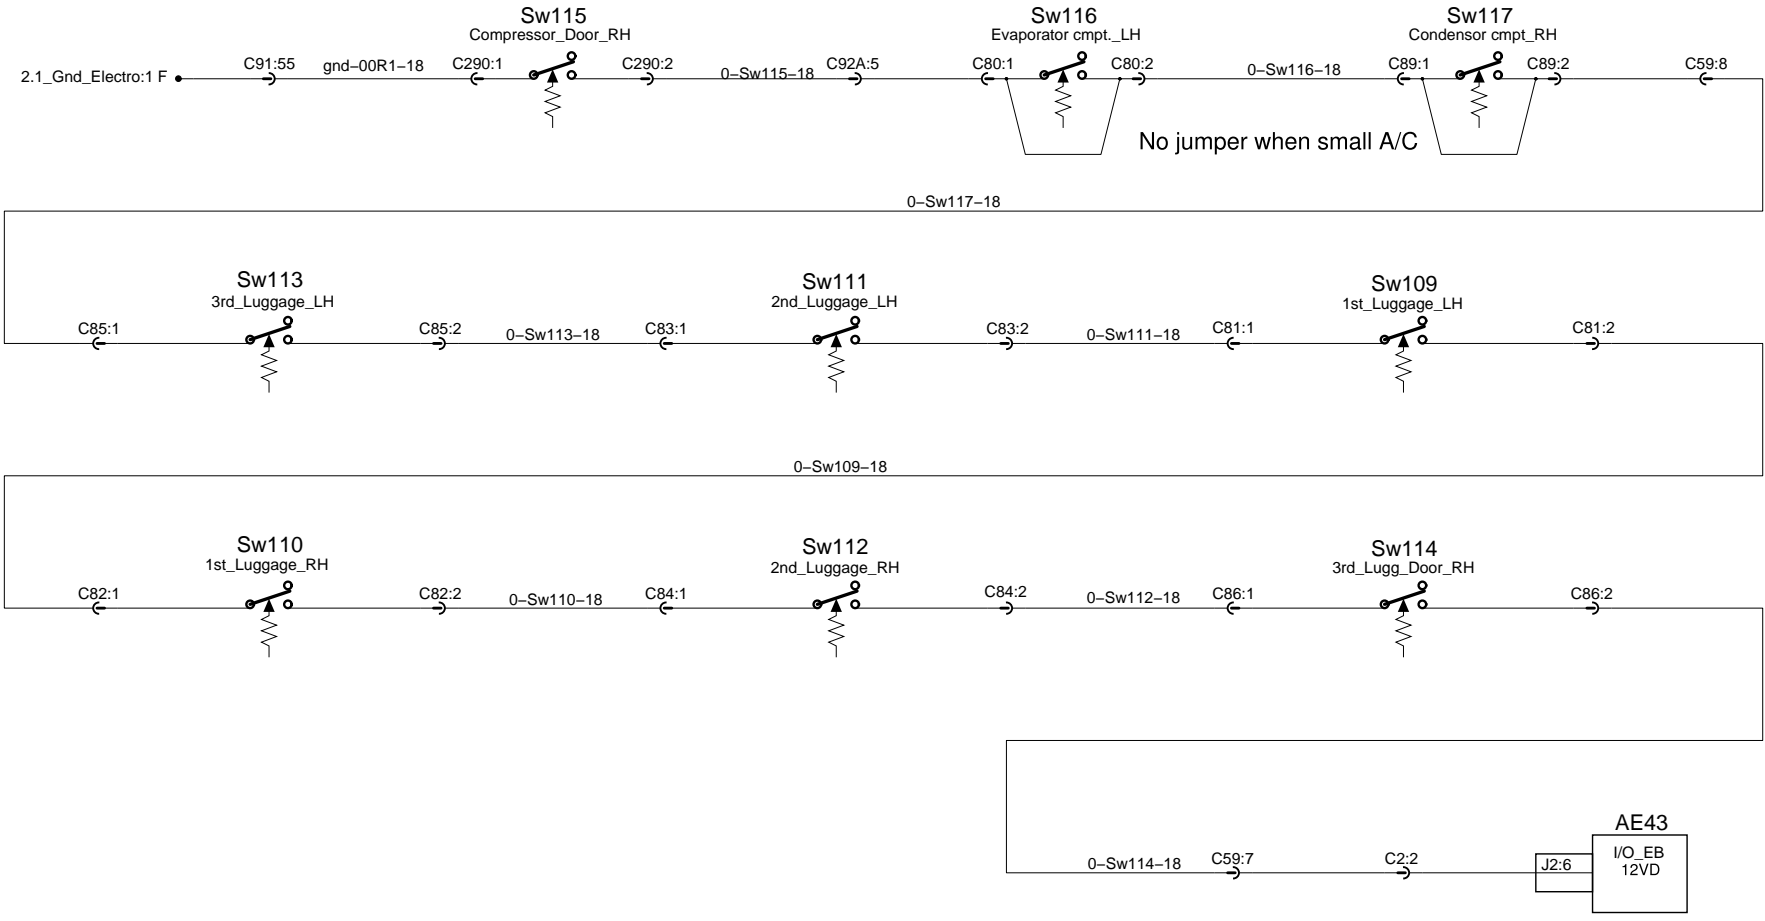 Sw115
Compressor_Door_RH
Sw116
Evaporator cmpt._LH
Sw117
Condensor cmpt_RH
2.1_Gnd_Electro:1 F
C91:55
gnd–00R1–18
C290:1
C290:2
0–Sw115–18
C92A:5
C80:1
C80:2
0–Sw116–18
C89:1
C89:2
C59:8
No jumper when small A/C
0–Sw117–18
Sw113
3rd_Luggage_LH
Sw111
2nd_Luggage_LH
Sw109
1st_Luggage_LH
C85:1
C85:2
0–Sw113–18
C83:1
C83:2
0–Sw111–18
C81:1
C81:2
0–Sw109–18
Sw110
1st_Luggage_RH
Sw112
2nd_Luggage_RH
Sw114
3rd_Lugg_Door_RH
C82:1
C82:2
0–Sw110–18
C84:1
C84:2
0–Sw112–18
C86:1
C86:2
0–Sw114–18
C59:7
C2:2
J2:6
AE43
I/O_EB
12VD